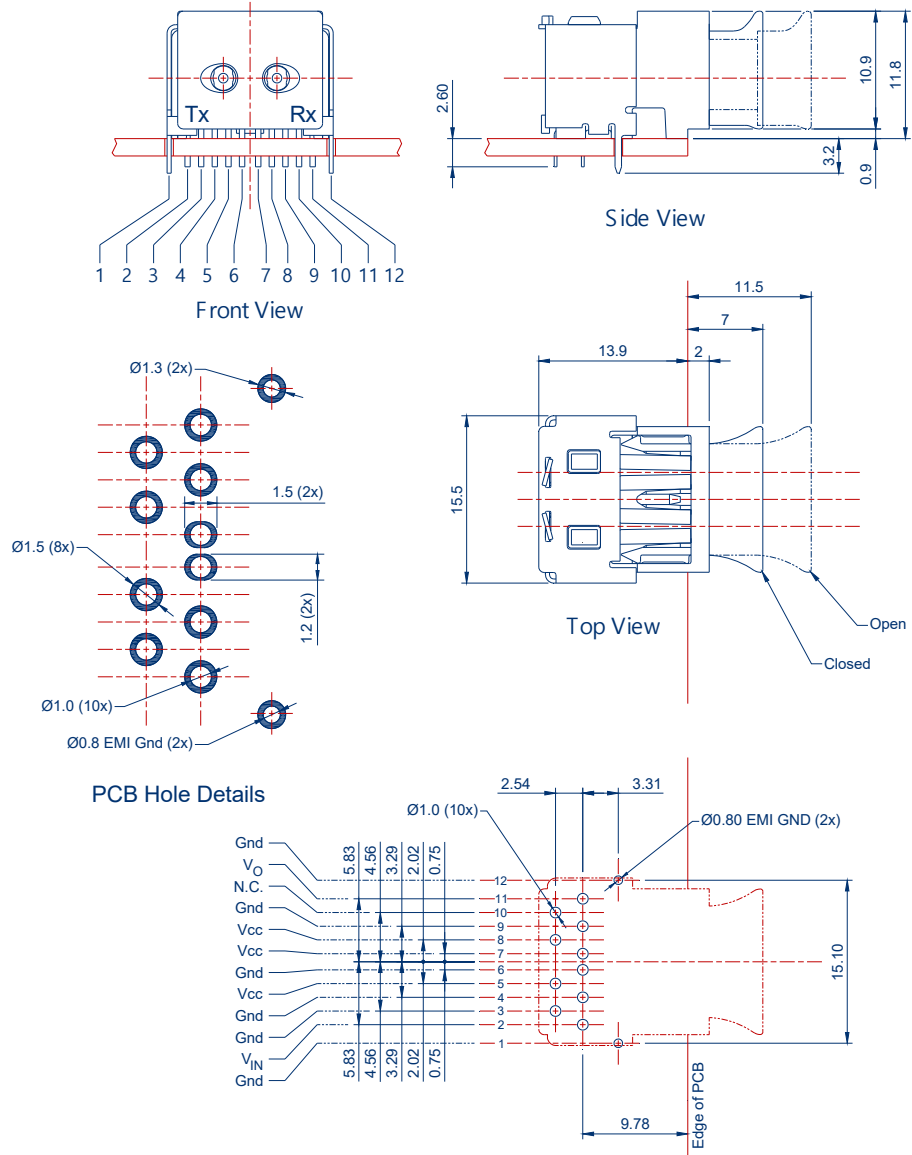 Tx Rx
1 2 3 4 5 6 7 8 9 10 11 12
Front View
2.60
10.9
11.8
3.2
0.9
Side View
Ø1.3 (2x)
1.5 (2x)
Ø1.5 (8x)
1.2 (2x)
Ø1.0 (10x)
Ø0.8 EMI Gnd (2x)
PCB Hole Details
11.5
7
13.9
2
15.5
Open
Closed
Top View
2.54
3.31
Ø1.0 (10x)
Ø0.80 EMI GND (2x)
5.83 4.56 3.29 2.02 0.75
Gnd 12
VO 11
N.C. 10
Gnd 9
Vcc 8
Vcc 7
Gnd 6
Vcc 5
Gnd 4
Gnd 3
VIN 2
Gnd 1
5.83 4.56 3.29 2.02 0.75
15.10
9.78
Edge of PCB